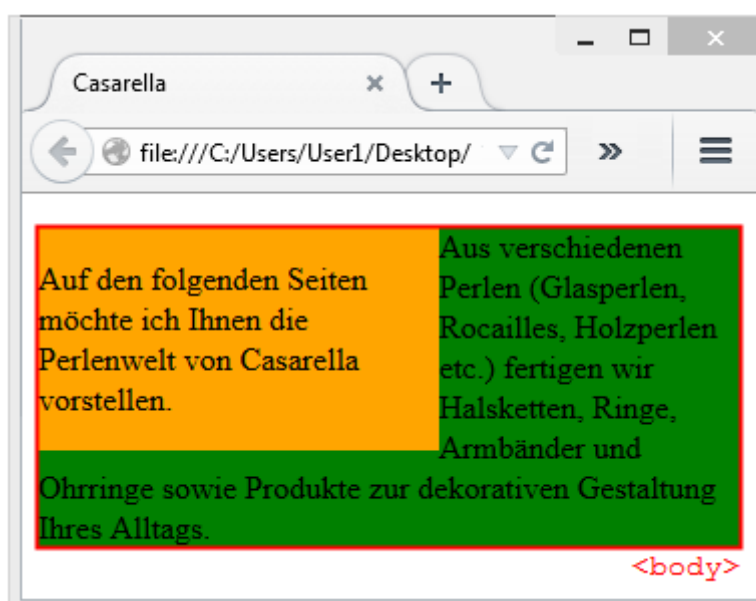 Casarella
file:///C:/Users/User1/Desktop/
Auf den folgenden Seiten
möchte ich Ihnen die
Perlenwelt von Casarella
vorstellen.
Aus verschiedenen
Perlen (Glasperlen,
Rocailles, Holzperlen
etc.) fertigen wir
Halsketten, Ringe,
Armbänder und
Ohrringe sowie Produkte zur dekorativen Gestaltung
Ihres Alltags.
<body>